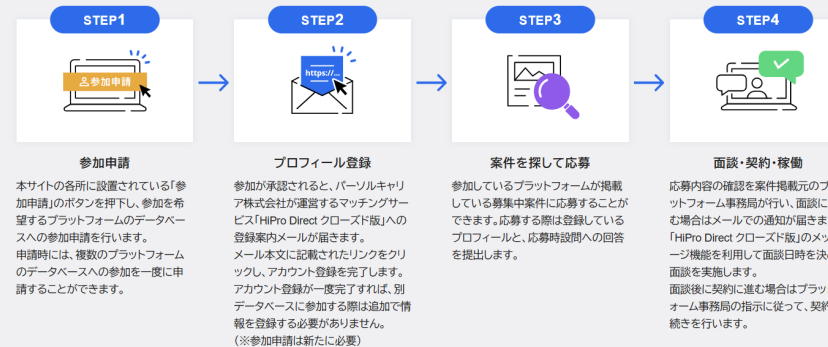 STEP1
参加申請
参加申請
本サイトの各所に設置されている「参
加申請」のボタンを押下し、参加を希
望するプラットフォームのデータベー
スへの参加申請を行います。
申請時には、複数のプラットフォーム
のデータベースへの参加を一度に申
請することができます。
STEP2
https://...
プロフィール登録
参加が承認されると、パーソルキャリ
ア株式会社が運営するマッチングサー
ビス「HiPro Direct クローズド版」への
登録案内メールが届きます。
メール本文に記載されたリンクをクリ
ックし、アカウント登録を完了します。
アカウント登録が一度完了すれば、別
データベースに参加する際は追加で情
報を登録する必要がありません。
(※参加申請は新たに必要)
STEP3
案件を探して応募
参加しているプラットフォームが掲載
している募集中案件に応募することが
できます。応募する際は登録している
プロフィールと、応募時設問への回答
を提出します。
STEP4
面談・契約・稼働
応募内容の確認を案件掲載元のプ
ットフォーム事務局が行い、面談に
む場合はメールでの通知が届きま
「HiPro Direct クローズド版」のメッ
ージ機能を利用して面談日時を決
面談を実施します。
面談後に契約に進む場合はプラッ
ォーム事務局の指示に従って、契約
続きを行います。